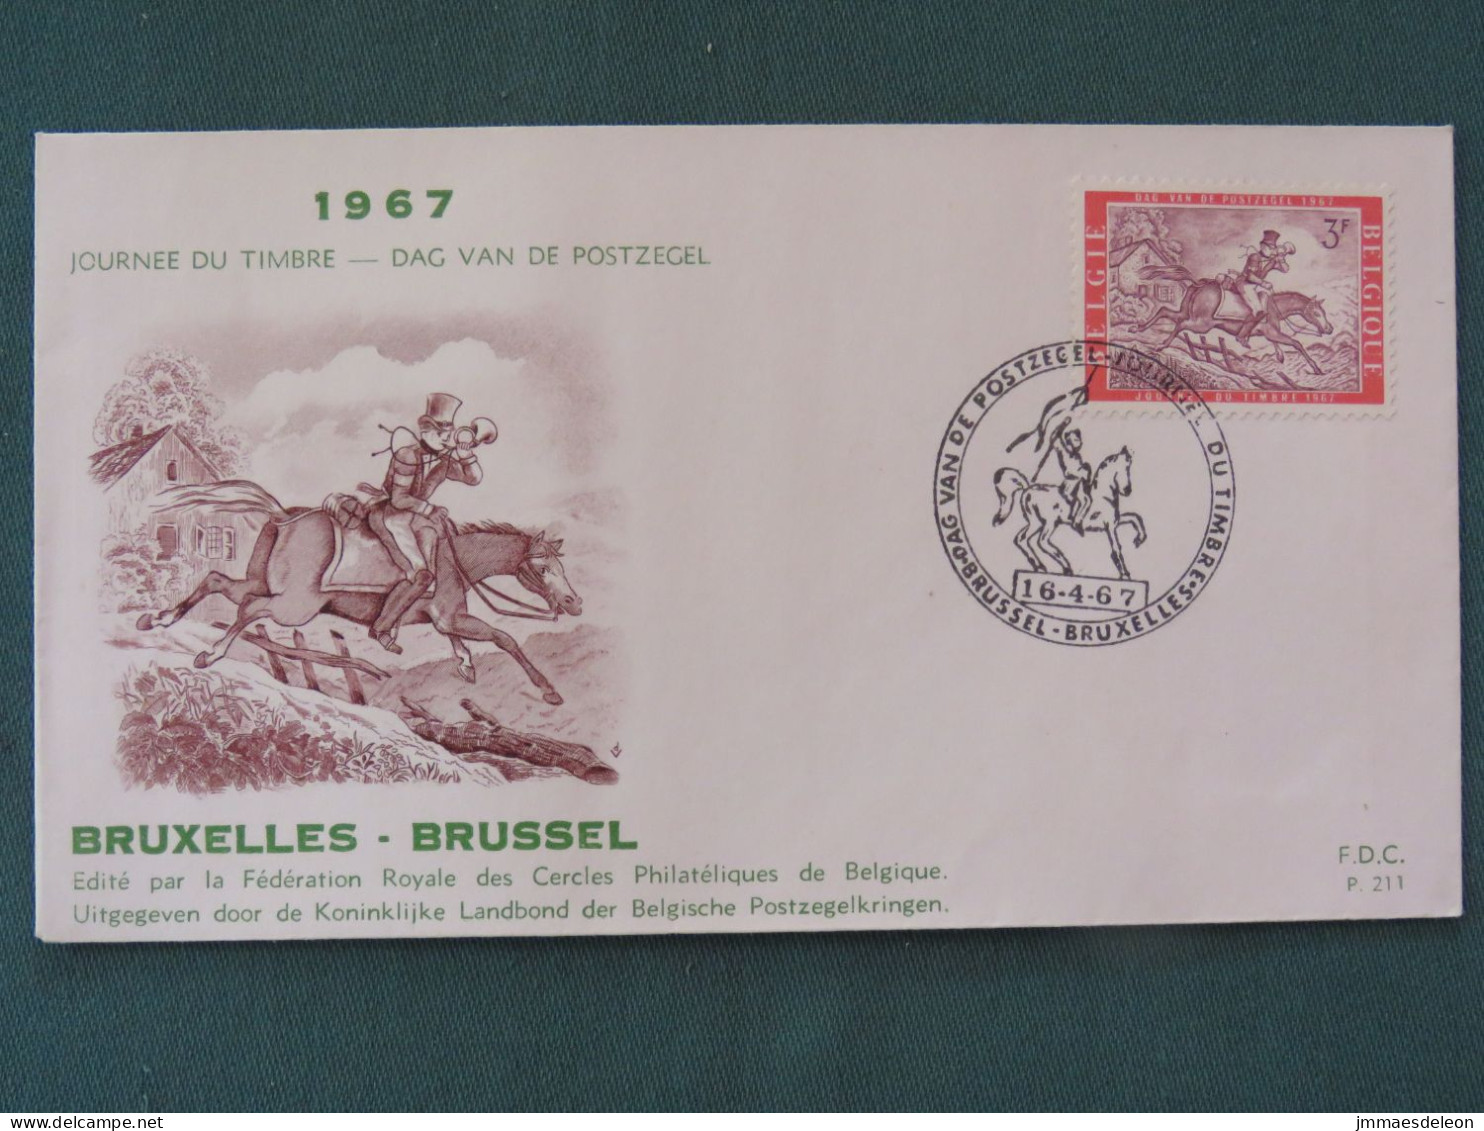 1967
JOURNEE DU TIMBRE — DAG VAN DE POSTZEGEL
DAG VAN DE POSTZEGEL 1967
BELGIE
3F
BELGIQUE
JOURNEE DU TIMBRE 1967
DAG VAN DE POSTZEGEL - JOURNEE DU TIMBRE
16-4-67
BRUSSEL - BRUXELLES
BRUXELLES - BRUSSEL
Edité par la Fédération Royale des Cercles Philatéliques de Belgique.
Uitgegeven door de Koninklijke Landbond der Belgische Postzegelkringen.
F.D.C.
P. 211
delcampe.net
jmmaesdeleon